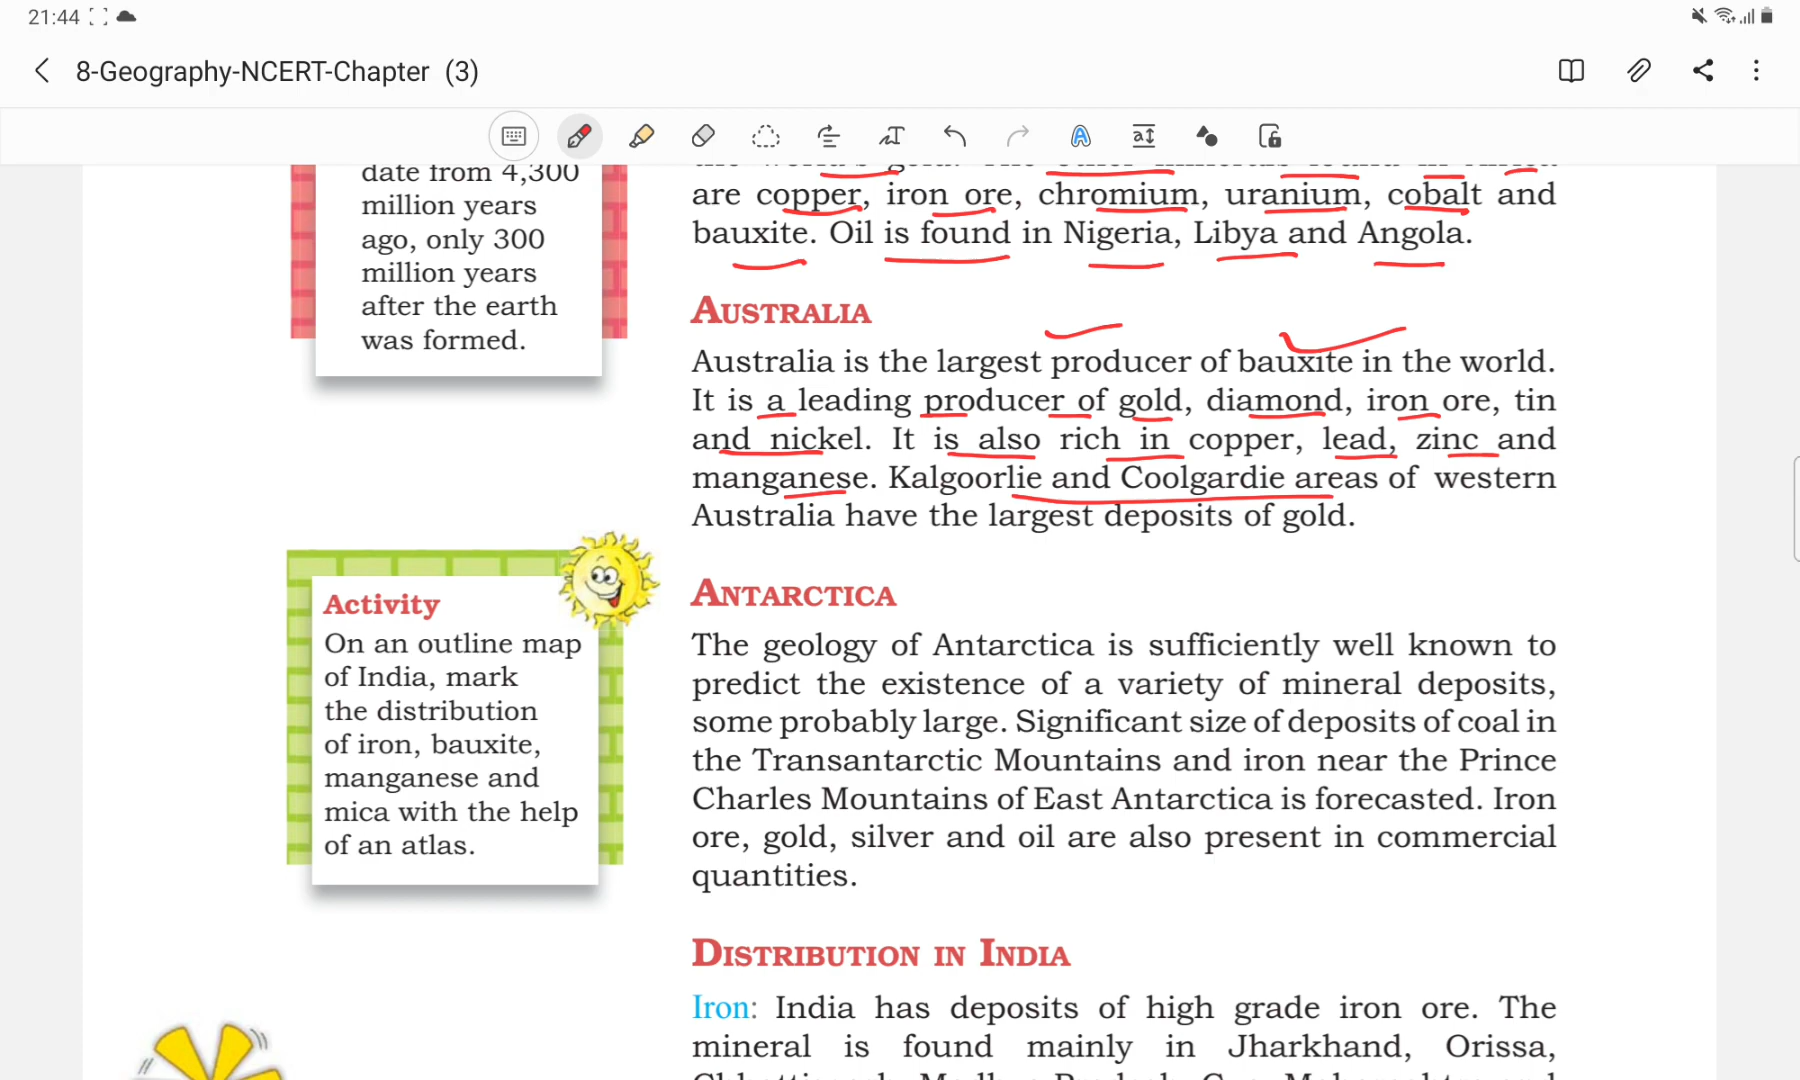 21:44
8-Geography-NCERT-Chapter (3)
date from 4,300
million years
ago, only 300
million years
after the earth
was formed.
the world's gold. The other minerals found in Africa
are copper, iron ore, chromium, uranium, cobalt and
bauxite. Oil is found in Nigeria, Libya and Angola.
AUSTRALIA
Australia is the largest producer of bauxite in the world.
It is a leading producer of gold, diamond, iron ore, tin
and nickel. It is also rich in copper, lead, zinc and
manganese. Kalgoorlie and Coolgardie areas of western
Australia have the largest deposits of gold.
Activity
On an outline map
of India, mark
the distribution
of iron, bauxite,
manganese and
mica with the help
of an atlas.
ANTARCTICA
The geology of Antarctica is sufficiently well known to
predict the existence of a variety of mineral deposits,
some probably large. Significant size of deposits of coal in
the Transantarctic Mountains and iron near the Prince
Charles Mountains of East Antarctica is forecasted. Iron
ore, gold, silver and oil are also present in commercial
quantities.
DISTRIBUTION IN INDIA
Iron: India has deposits of high grade iron ore. The
mineral is found mainly in Jharkhand, Orissa,